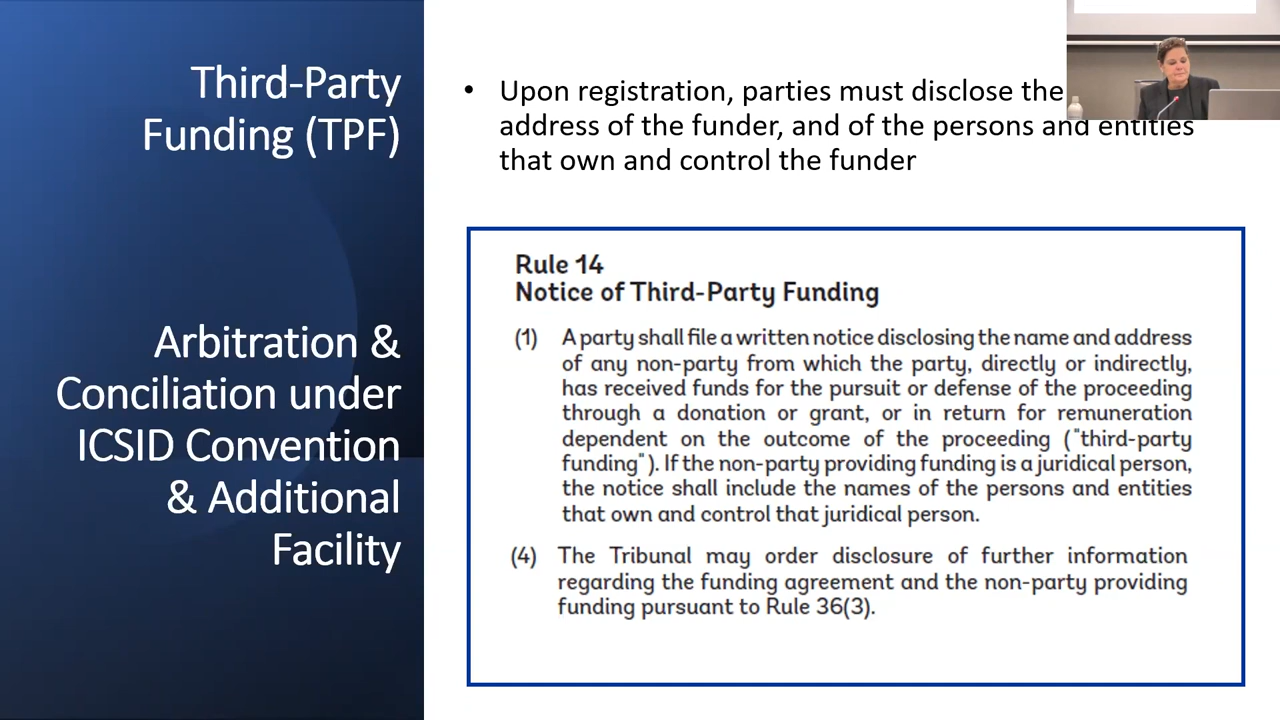 Third-Party
Funding (TPF)
Arbitration &
Conciliation under
ICSID Convention
& Additional
Facility
• Upon registration, parties must disclose the
address of the funder, and of the persons and entities
that own and control the funder
Rule 14
Notice of Third-Party Funding
(1) A party shall file a written notice disclosing the name and address
of any non-party from which the party, directly or indirectly,
has received funds for the pursuit or defense of the proceeding
through a donation or grant, or in return for remuneration
dependent on the outcome of the proceeding ("third-party
funding"). If the non-party providing funding is a juridical person,
the notice shall include the names of the persons and entities
that own and control that juridical person.
(4) The Tribunal may order disclosure of further information
regarding the funding agreement and the non-party providing
funding pursuant to Rule 36(3).